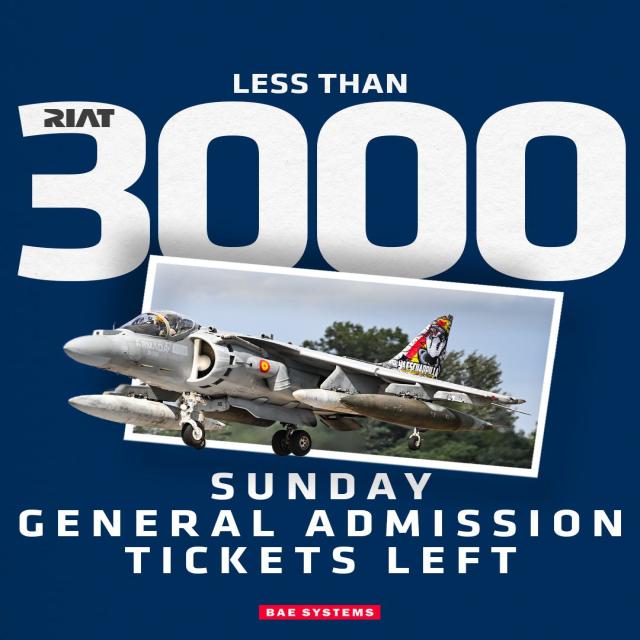 LESS THAN
RIAT
3000
SUNDAY
GENERAL ADMISSION
TICKETS LEFT
BAE SYSTEMS